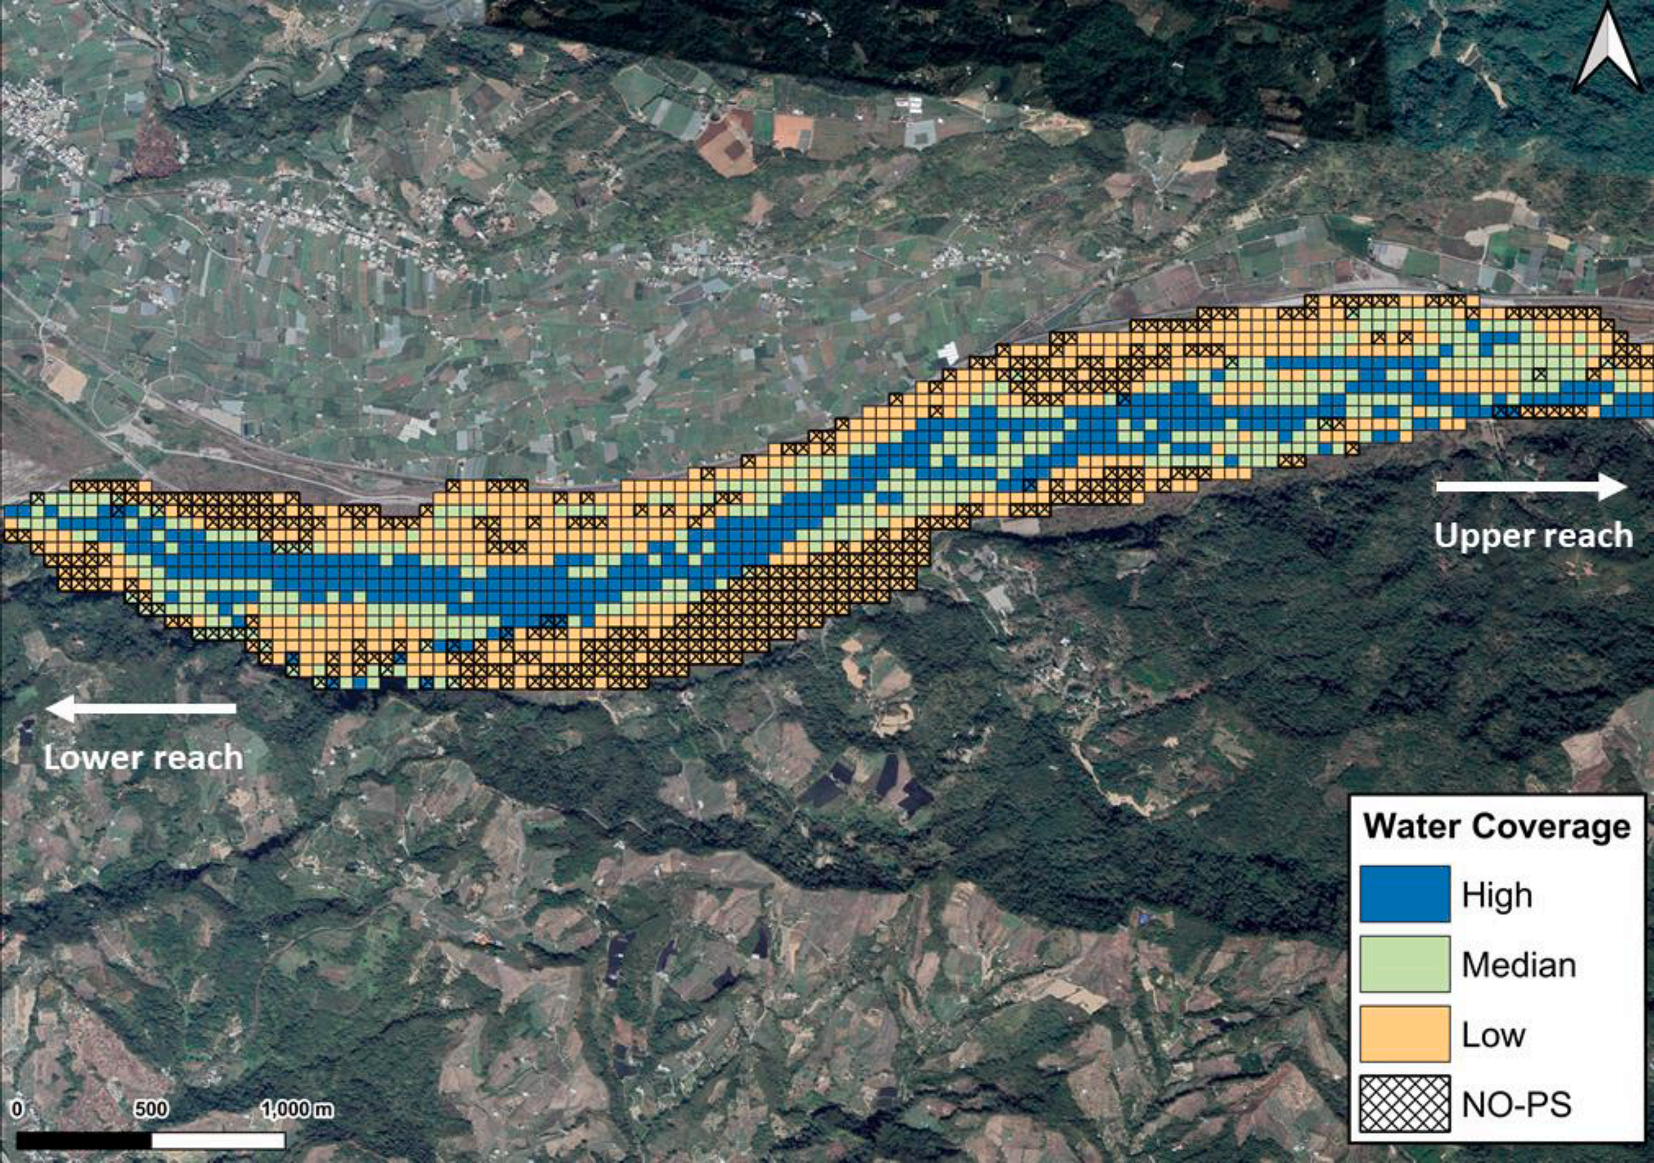 Upper reach
Lower reach
Water Coverage
High
Median
Low
NO-PS
0 500 1,000 m